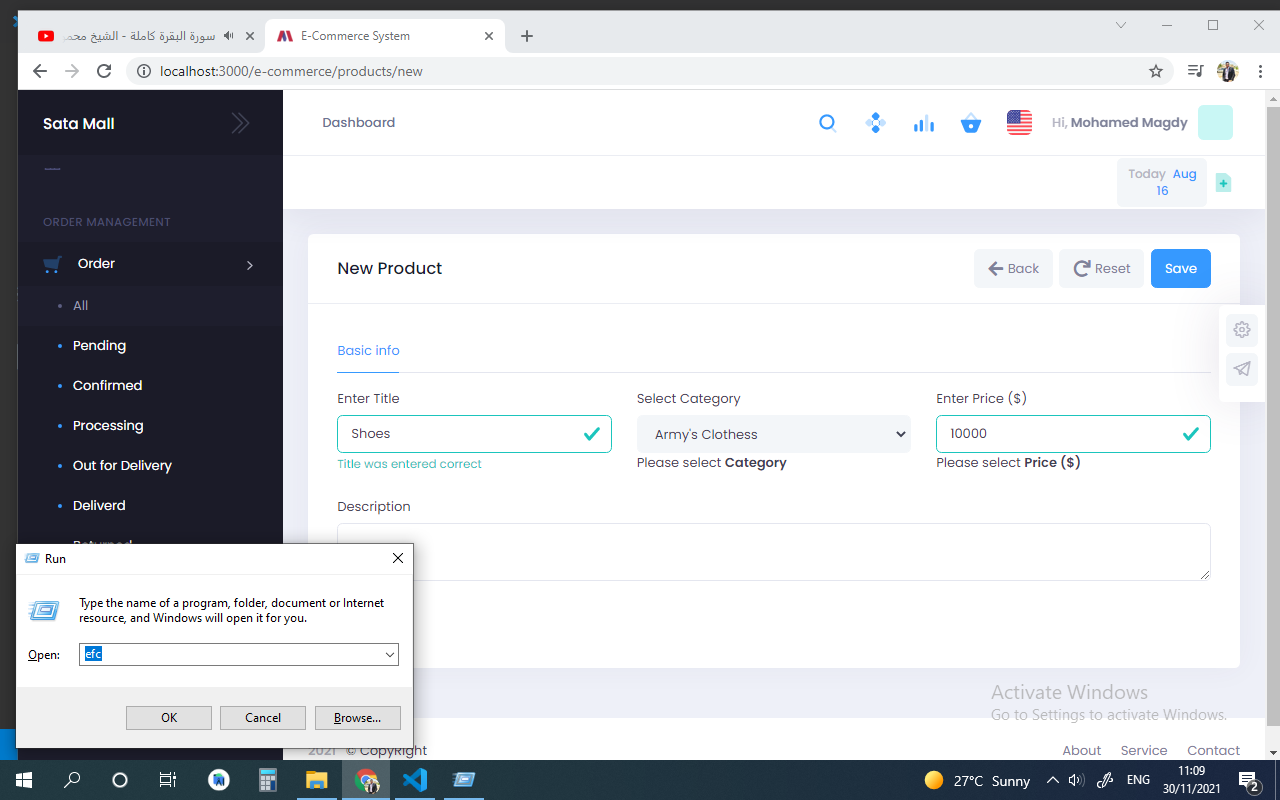 سورة البقرة كاملة - الشيخ
E-Commerce System
localhost:3000/e-commerce/products/new
Sata Mall
Dashboard
Hi, Mohamed Magdy
Today Aug
16
ORDER MANAGEMENT
Order
All
Pending
Confirmed
Processing
Out for Delivery
Deliverd
Returned
New Product
Back
Reset
Save
Basic info
Enter Title
Select Category
Enter Price ($)
Shoes
Army's Clothess
10000
Title was entered correct
Please select Category
Please select Price ($)
Description
Run
Type the name of a program, folder, document or Internet
resource, and Windows will open it for you.
Open:
efc
OK
Cancel
Browse...
Activate Windows
Go to Settings to activate Windows.
2021 © CopyRight
About
Service
Contact
27°C Sunny
ENG
11:09
30/11/2021
2